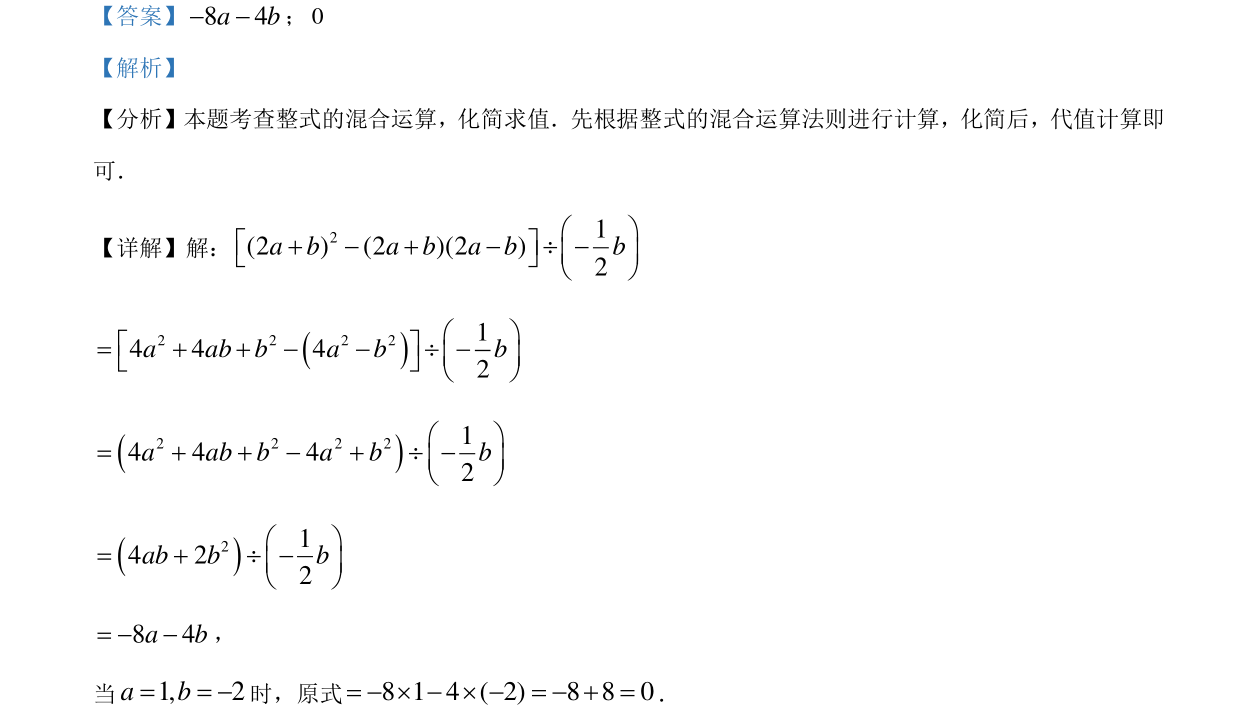 【答案】−8a−4b；0
【解析】
【分析】本题考查整式的混合运算，化简求值．先根据整式的混合运算法则进行计算，化简后，代值计算即
可．
【详解】解：[(2a+b)²−(2a+b)(2a−b)]÷(−1/2 b)
=[4a²+4ab+b²−(4a²−b²)]÷(−1/2 b)
=(4a²+4ab+b²−4a²+b²)÷(−1/2 b)
=(4ab+2b²)÷(−1/2 b)
=−8a−4b，
当a=1,b=−2时，原式=−8×1−4×(−2)=−8+8=0．